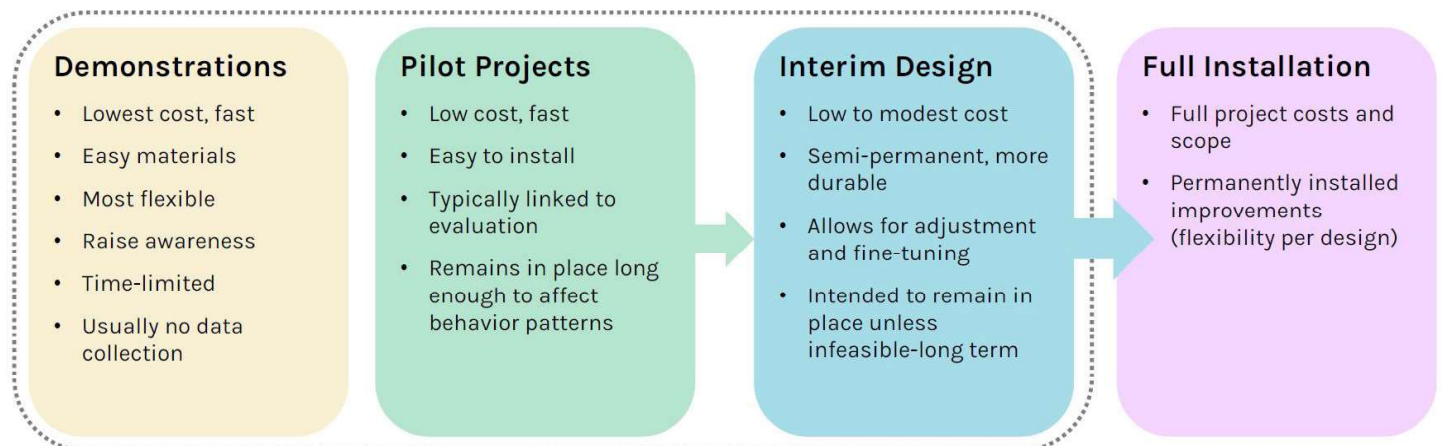 Demonstrations
• Lowest cost, fast
• Easy materials
• Most flexible
• Raise awareness
• Time-limited
• Usually no data
collection
Pilot Projects
• Low cost, fast
• Easy to install
• Typically linked to
evaluation
• Remains in place long
enough to affect
behavior patterns
Interim Design
• Low to modest cost
• Semi-permanent, more
durable
• Allows for adjustment
and fine-tuning
• Intended to remain in
place unless
infeasible-long term
Full Installation
• Full project costs and
scope
• Permanently installed
improvements
(flexibility per design)